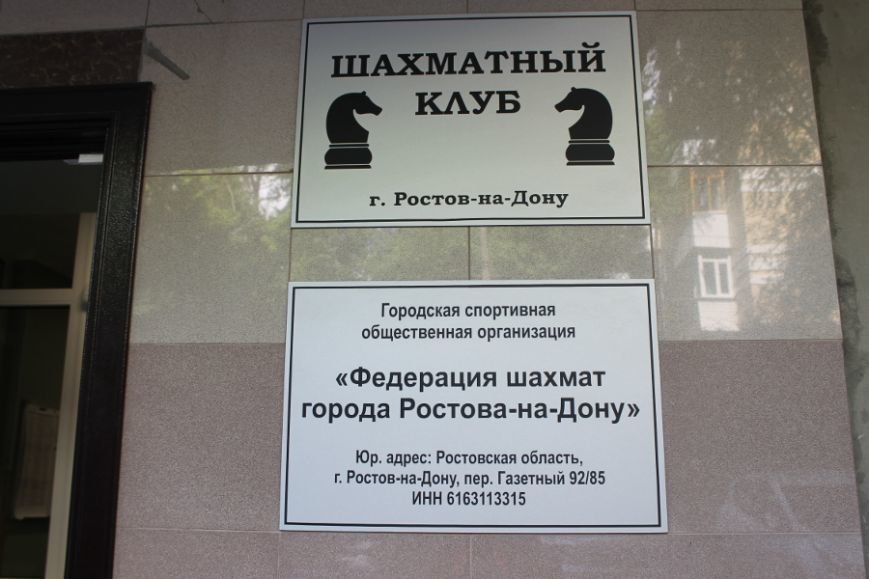 ШАХМАТНЫЙ
КЛУБ
г. Ростов-на-Дону
Городская спортивная
общественная организация
«Федерация шахмат
города Ростова-на-Дону»
Юр. адрес: Ростовская область,
г. Ростов-на-Дону, пер. Газетный 92/85
ИНН 6163113315